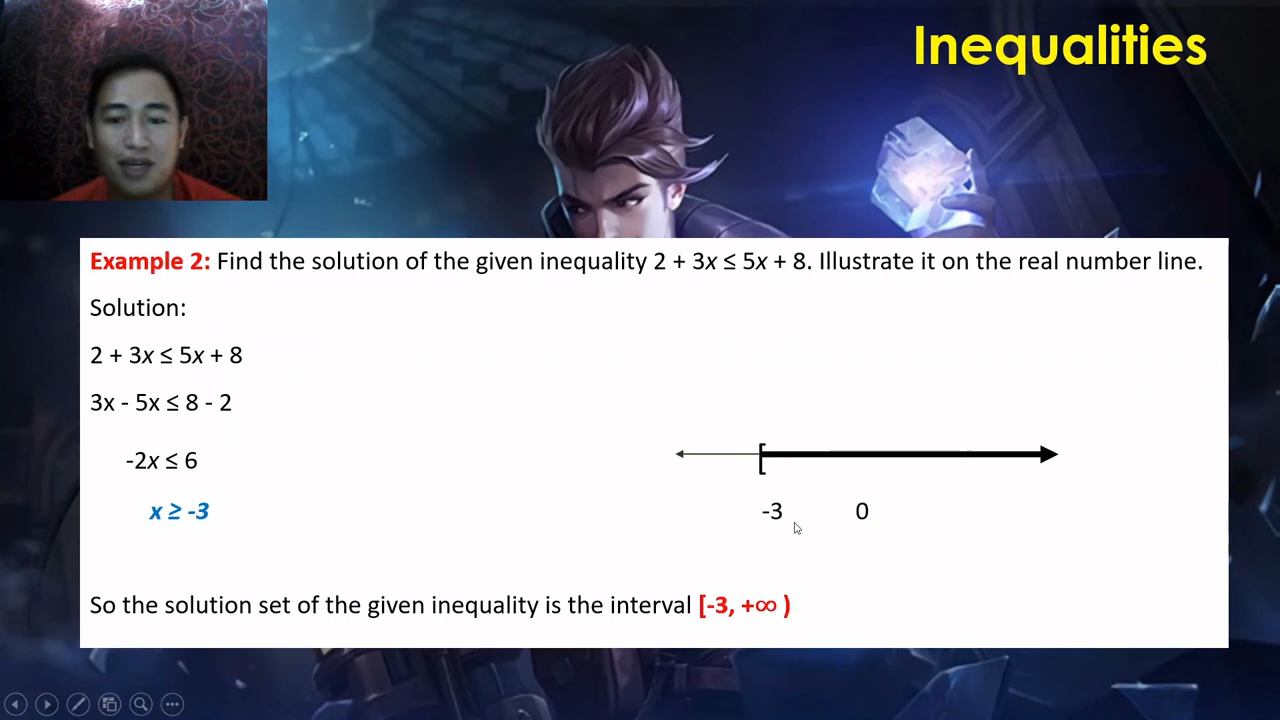 Inequalities
Example 2: Find the solution of the given inequality 2 + 3x ≤ 5x + 8. Illustrate it on the real number line.
Solution:
2 + 3x ≤ 5x + 8
3x - 5x ≤ 8 - 2
-2x ≤ 6
x ≥ -3
[
-3 0
So the solution set of the given inequality is the interval [-3, +∞ )